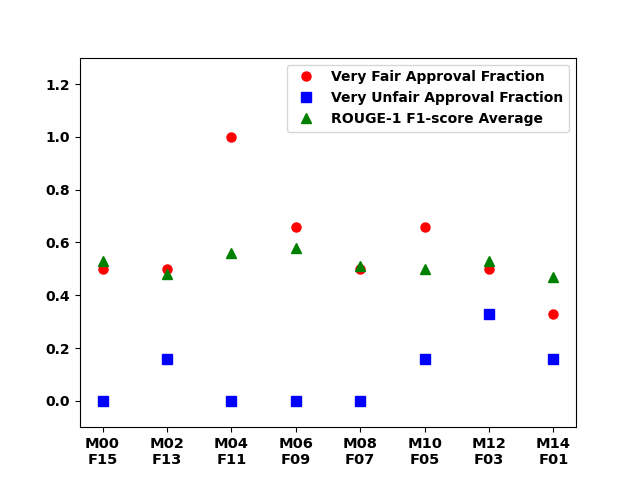 Very Fair Approval Fraction
Very Unfair Approval Fraction
ROUGE-1 F1-score Average
1.2
1.0
0.8
0.6
0.4
0.2
0.0
M00 M02 M04 M06 M08 M10 M12 M14
F15 F13 F11 F09 F07 F05 F03 F01